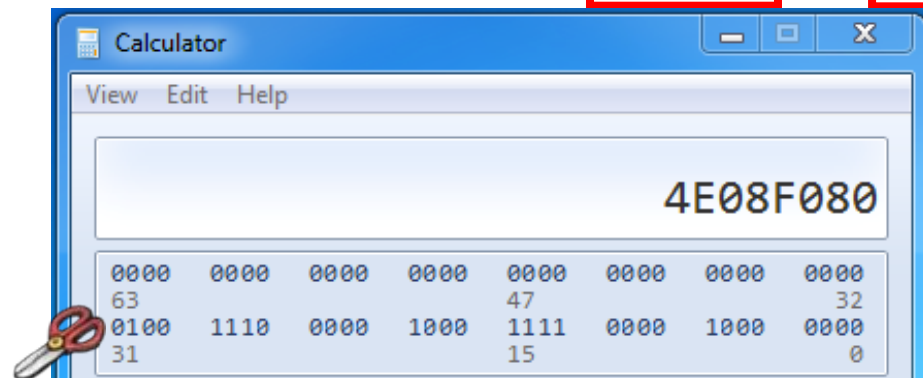 Calculator
View Edit Help
4E08F080
0000 0000 0000 0000 0000 0000 0000 0000
63 47 32
0100 1110 0000 1000 1111 0000 1000 0000
31 15 0